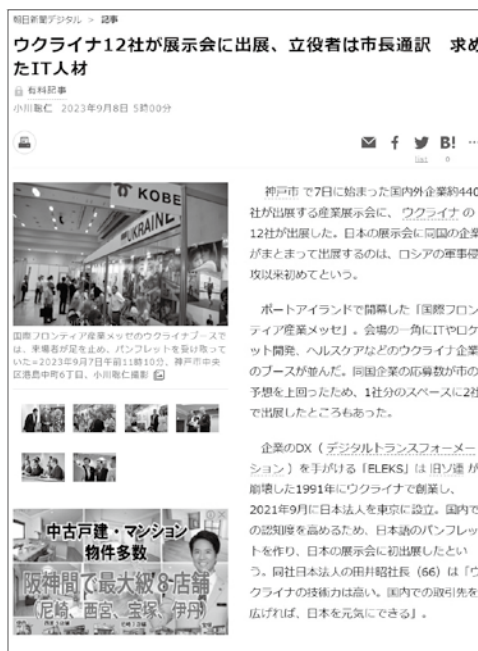 朝日新聞デジタル > 記事
ウクライナ12社が展示会に出展、立役者は市長通訳 求め
たIT人材
有料記事
小川聡仁 2023年9月8日 5時00分
list
0
B!
KOBE
UKRAINE
国際フロンティア産業メッセのウクライナブースで
は、来場者が足を止め、パンフレットを受け取って
いた=2023年9月7日午前11時10分、神戸市中央
区港島中町6丁目、小川聡仁撮影
神戸市 で7日に始まった国内外企業約440
社が出展する産業展示会に、 ウクライナ の
12社が出展した。日本の展示会に同国の企業
がまとまって出展するのは、ロシアの軍事侵
攻以来初めてという。
ポートアイランドで開幕した「国際フロン
ティア産業メッセ」。会場の一角にITやロケ
ット開発、ヘルスケアなどのウクライナ企業
のブースが並んだ。同国企業の応募数が市の
予想を上回ったため、1社分のスペースに2社
で出展したところもあった。
企業のDX（ デジタルトランスフォーメー
ション ）を手がける「ELEKS」は 旧ソ連 が
崩壊した1991年にウクライナで創業し、
2021年9月に日本法人を東京に設立。国内で
の認知度を高めるため、日本語のパンフレッ
トを作り、日本の展示会に初出展したとい
う。同社日本法人の田井昭社長（66）は「ウ
クライナの技術力は高い。国内での取引先を
広げれば、日本を元気にできる」。
中古戸建・マンション
物件多数
阪神間で最大級8店舗
(尼崎、西宮、宝塚、伊丹)